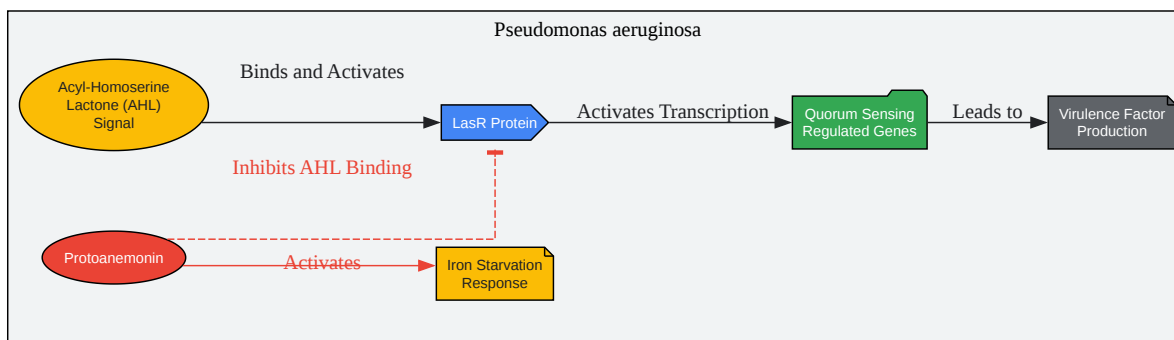 Pseudomonas aeruginosa
Binds and Activates
Acyl-Homoserine
Lactone (AHL)
Signal
LasR Protein
Activates Transcription
Quorum Sensing
Regulated Genes
Leads to
Virulence Factor
Production
Inhibits AHL Binding
Protoanemonin
Activates
Iron Starvation
Response